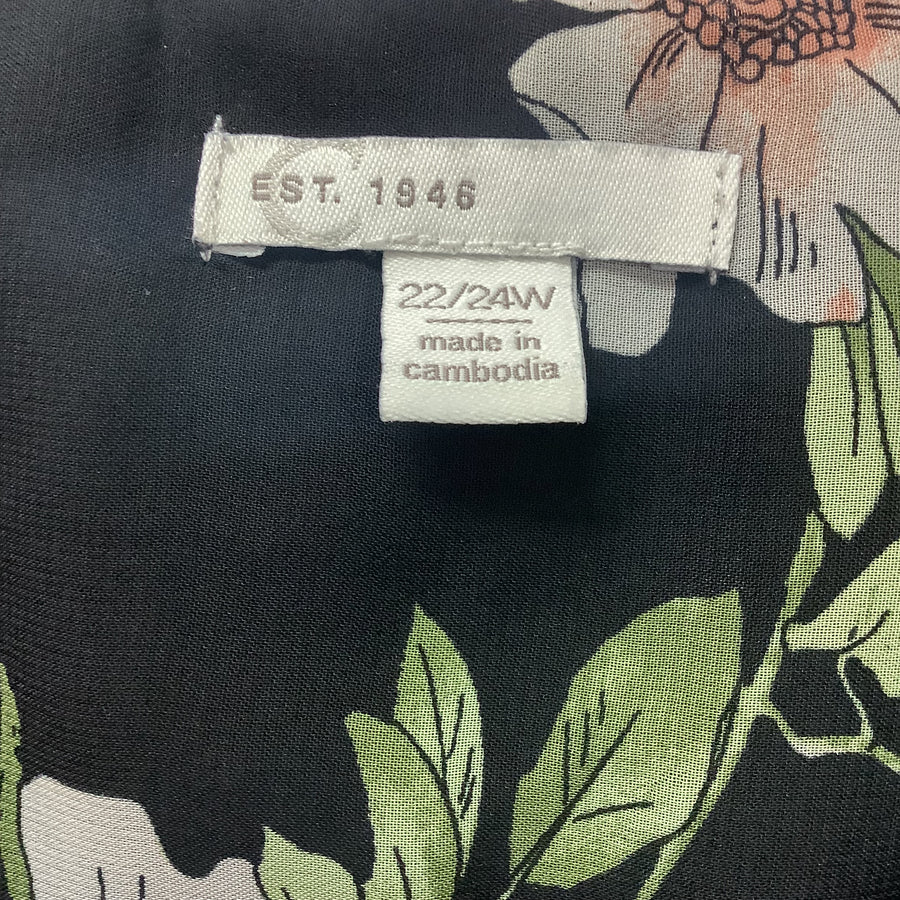 EST. 1946
22/24W
made in
cambodia